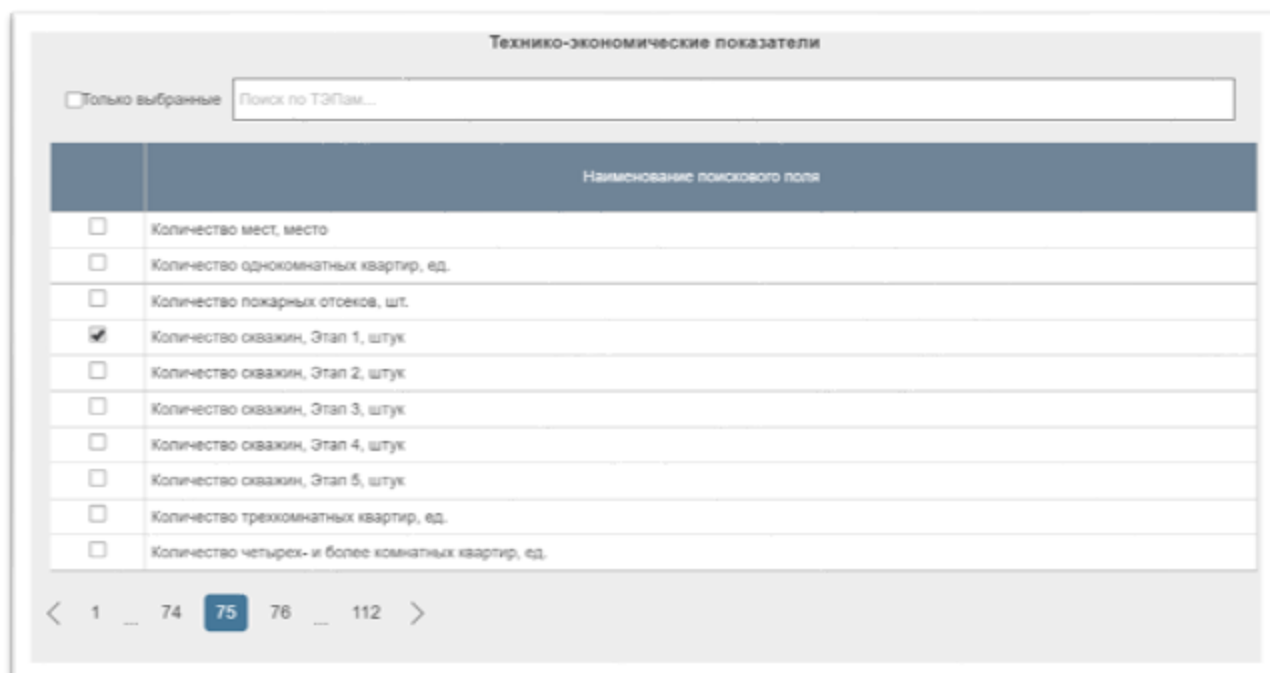 Технико-экономические показатели
Только выбранные Поиск по ТЭПам...
Наименование поискового поля
Количество мест, место
Количество однокомнатных квартир, ед.
Количество пожарных отсеков, шт.
Количество скважин, Этап 1, штук
Количество скважин, Этап 2, штук
Количество скважин, Этап 3, штук
Количество скважин, Этап 4, штук
Количество скважин, Этап 5, штук
Количество трехкомнатных квартир, ед.
Количество четырех- и более комнатных квартир, ед.
1 ... 74 75 76 ... 112